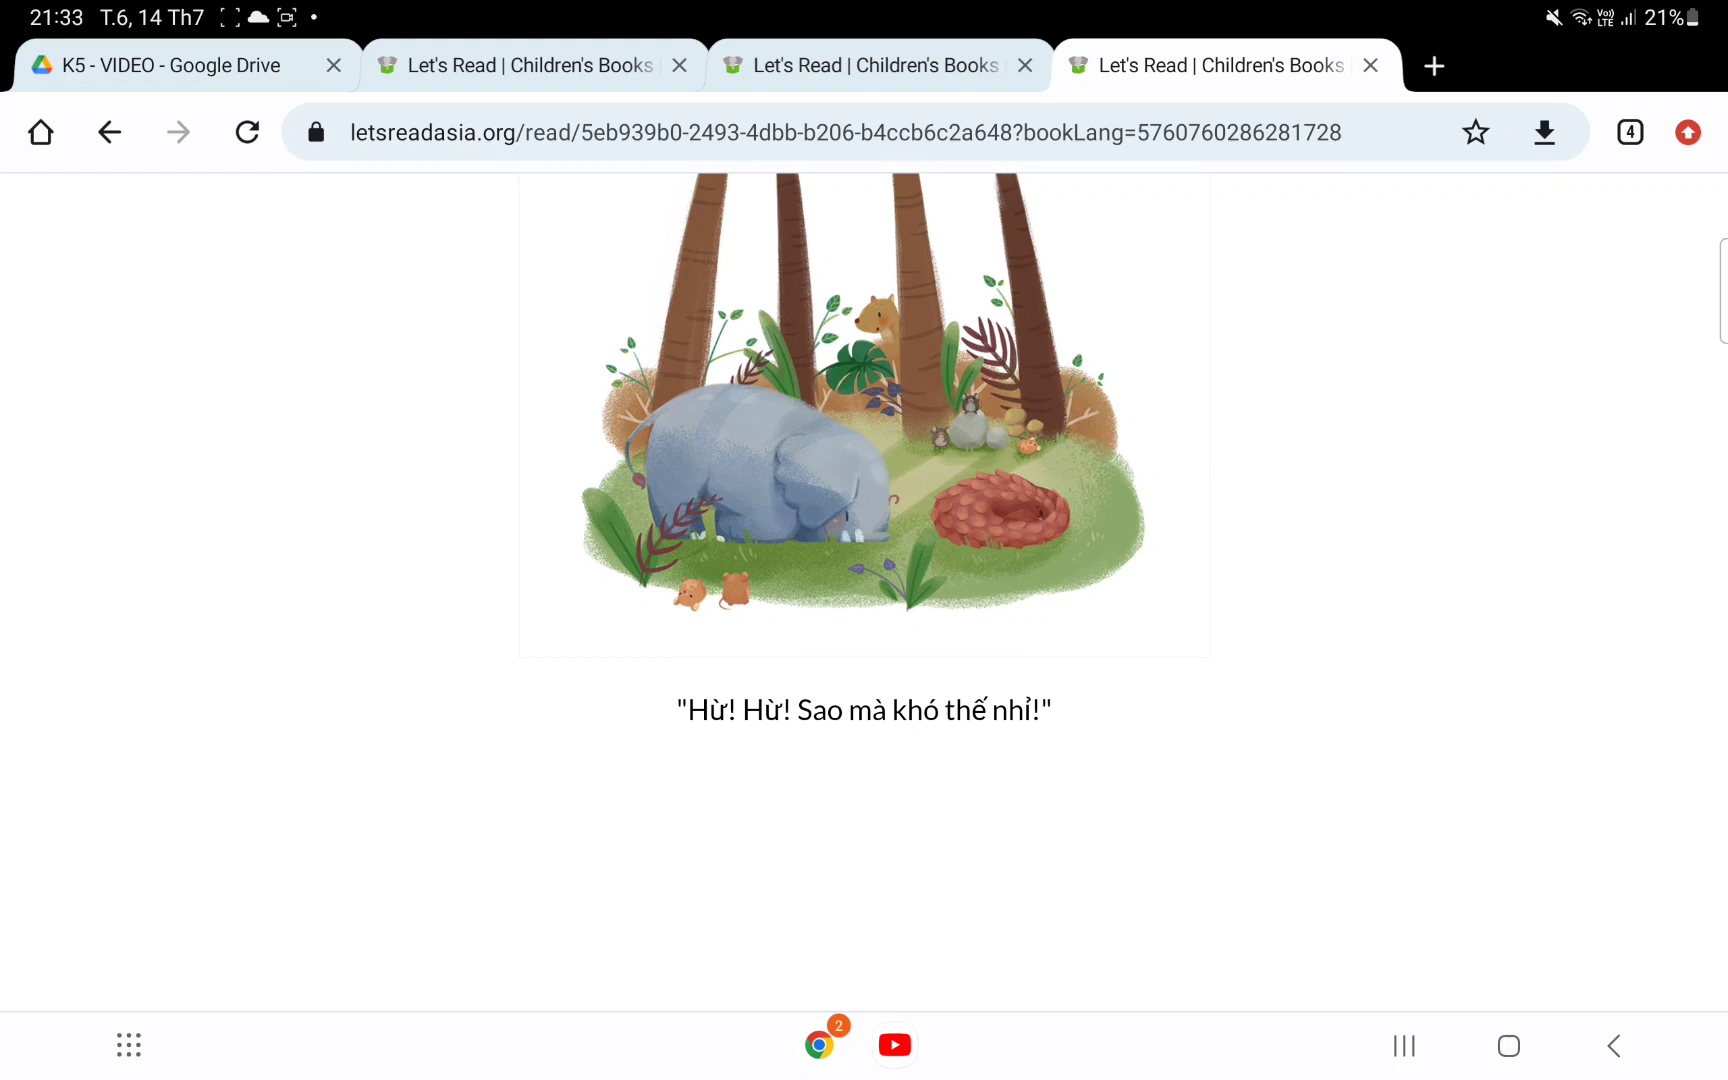 21:33 T.6, 14 Th7
Vo)) LTE 21%
K5 - VIDEO - Google Drive
Let's Read | Children's Books
Let's Read | Children's Books
Let's Read | Children's Books
letsreadasia.org/read/5eb939b0-2493-4dbb-b206-b4ccb6c2a648?bookLang=5760760286281728
4
"Hừ! Hừ! Sao mà khó thế nhỉ!"
2